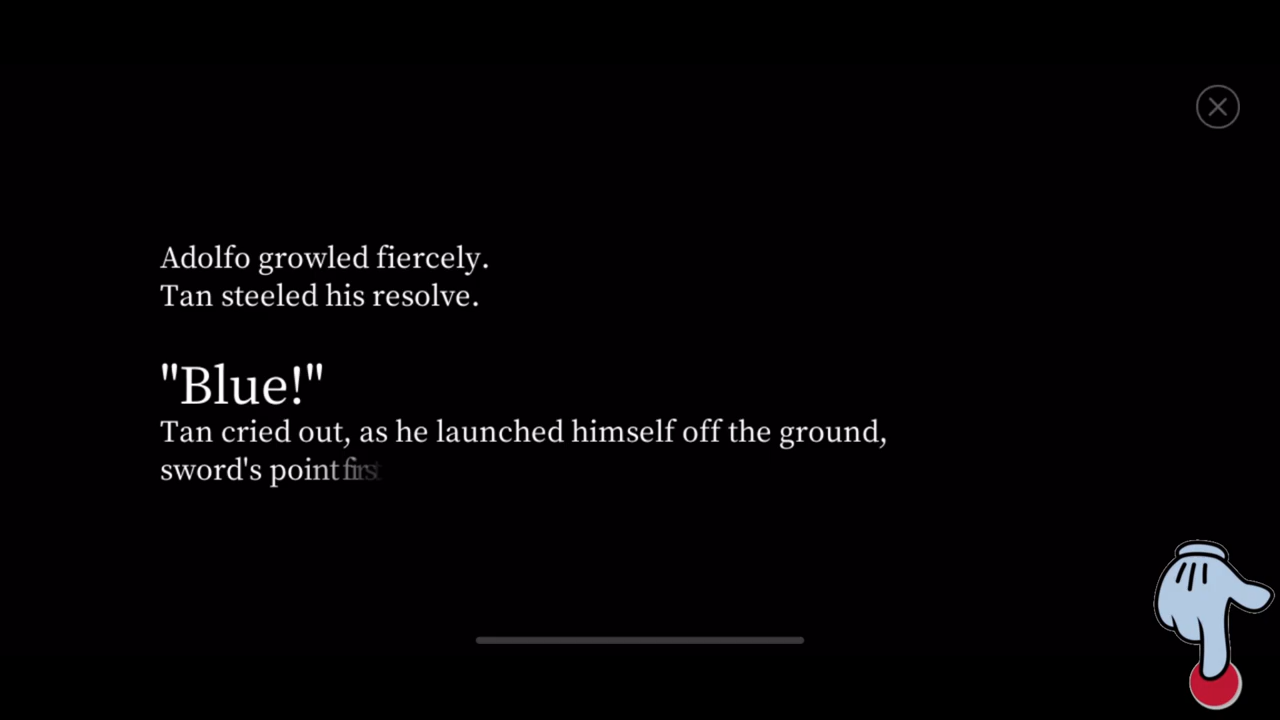 Adolfo growled fiercely.
Tan steeled his resolve.
"Blue!"
Tan cried out, as he launched himself off the ground,
sword's point first